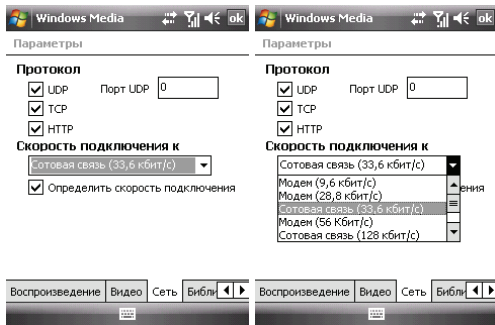 Windows Media ok
Параметры
Протокол
UDP Порт UDP 0
TCP
HTTP
Скорость подключения к
Сотовая связь (33,6 кбит/с)
Определить скорость подключения
Воспроизведение Видео Сеть Библи
Windows Media ok
Параметры
Протокол
UDP Порт UDP 0
TCP
HTTP
Скорость подключения к
Сотовая связь (33,6 кбит/с)
Модем (9,6 кбит/с)
Модем (28,8 кбит/с)
Сотовая связь (33,6 кбит/с)
Модем (56 Кбит/с)
Сотовая связь (128 кбит/с)
ения
Воспроизведение Видео Сеть Библи